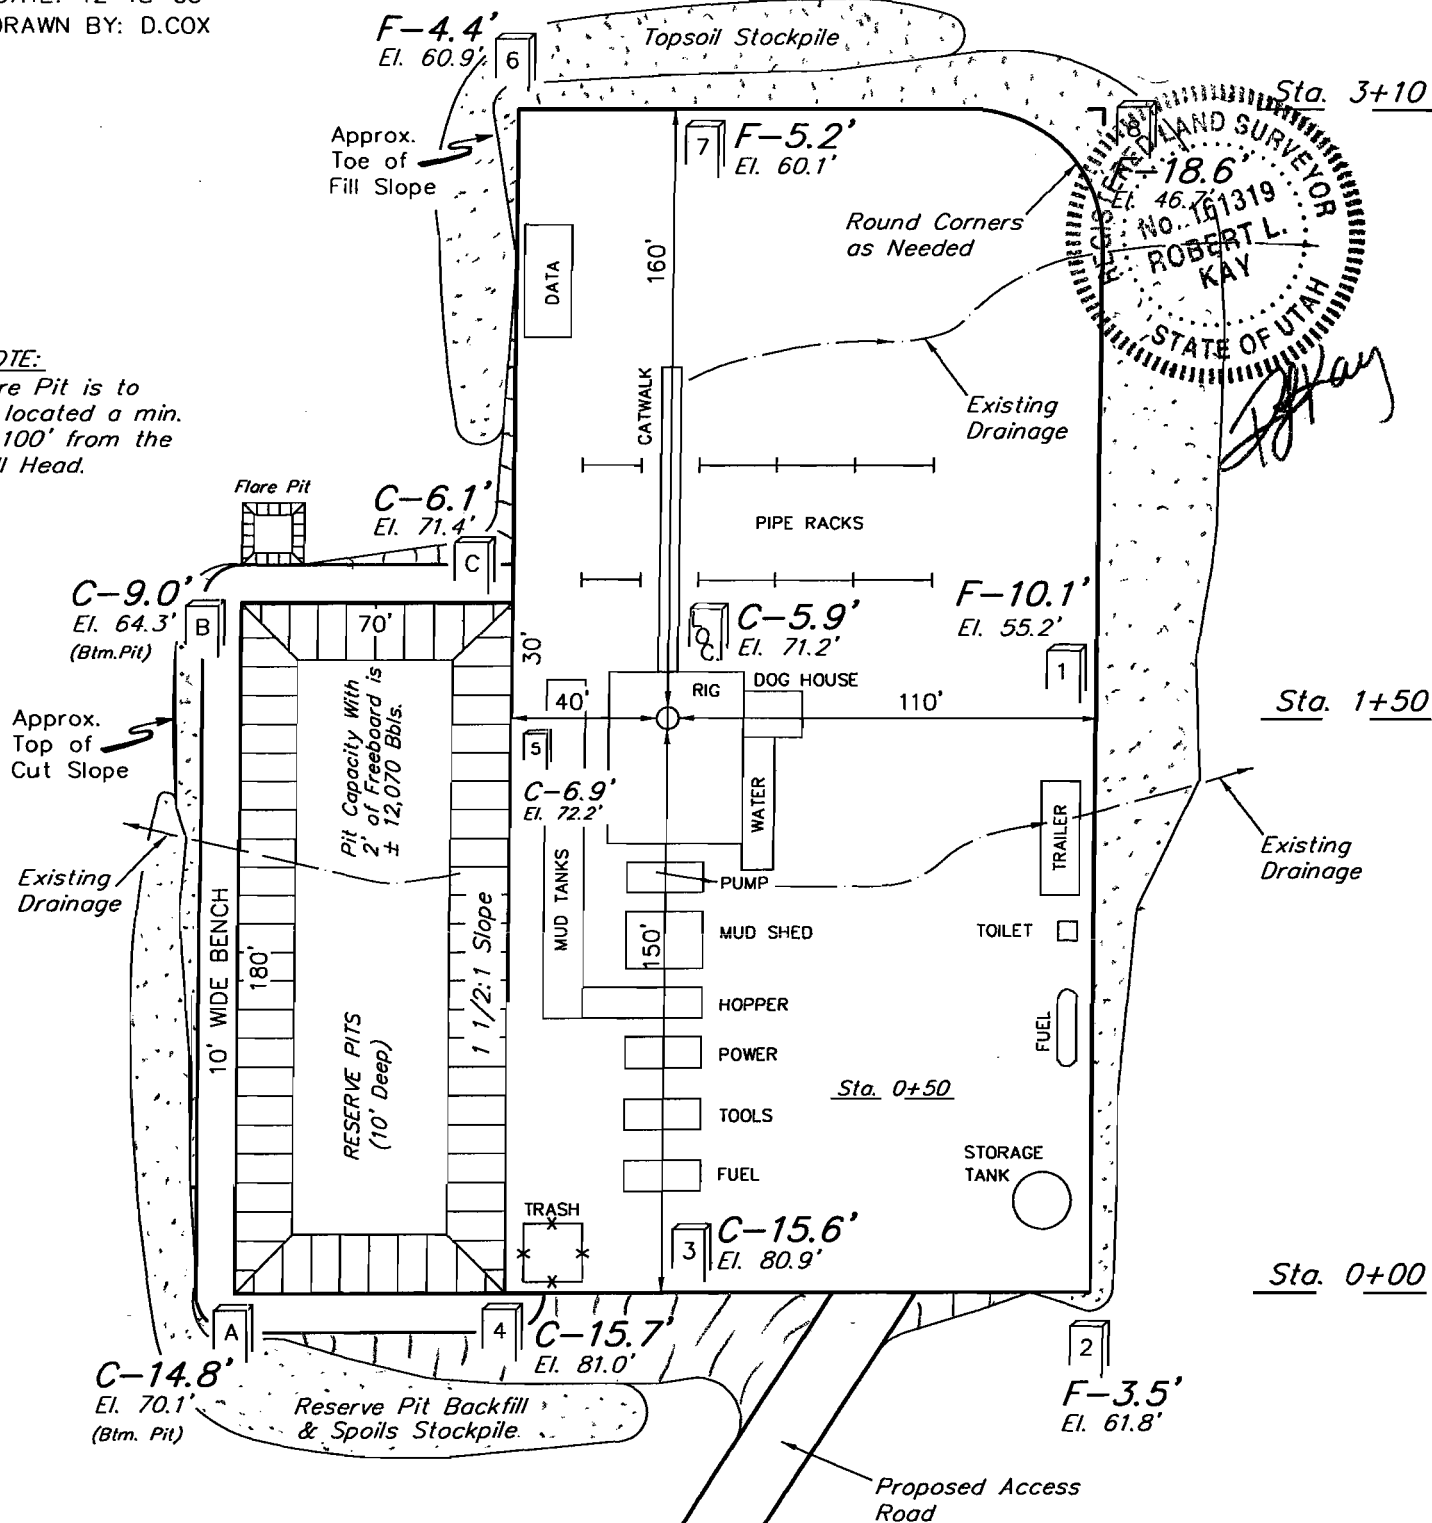 DRAWN BY: D.COX
F-4.4'
El. 60.9'
6
Topsoil Stockpile
Sta. 3+10
Approx.
Toe of
Fill Slope
7
F-5.2'
El. 60.1'
8
F-18.6'
El. 46.7'
REGISTERED LAND SURVEYOR
No. 161319
ROBERT L.
KAY
STATE OF UTAH
Round Corners
as Needed
160'
DATA
OTE:
re Pit is to
located a min.
100' from the
ll Head.
CATWALK
Existing
Drainage
Flare Pit
C-6.1'
El. 71.4'
C
PIPE RACKS
C-9.0'
El. 64.3'
(Btm.Pit)
B
70'
30'
LOC.
C-5.9'
El. 71.2'
F-10.1'
El. 55.2'
1
RIG
DOG HOUSE
40'
110'
Sta. 1+50
Approx.
Top of
Cut Slope
Pit Capacity With
2' of Freeboard is
± 12,070 Bbls.
5
C-6.9'
El. 72.2'
WATER
TRAILER
Existing
Drainage
Existing
Drainage
MUD TANKS
PUMP
10' WIDE BENCH
180'
1 1/2:1 Slope
150'
MUD SHED
TOILET
HOPPER
FUEL
RESERVE PITS
(10' Deep)
POWER
Sta. 0+50
TOOLS
STORAGE
TANK
FUEL
TRASH
3
C-15.6'
El. 80.9'
Sta. 0+00
A
4
C-15.7'
El. 81.0'
2
C-14.8'
El. 70.1'
(Btm. Pit)
F-3.5'
El. 61.8'
Reserve Pit Backfill
& Spoils Stockpile
Proposed Access
Road